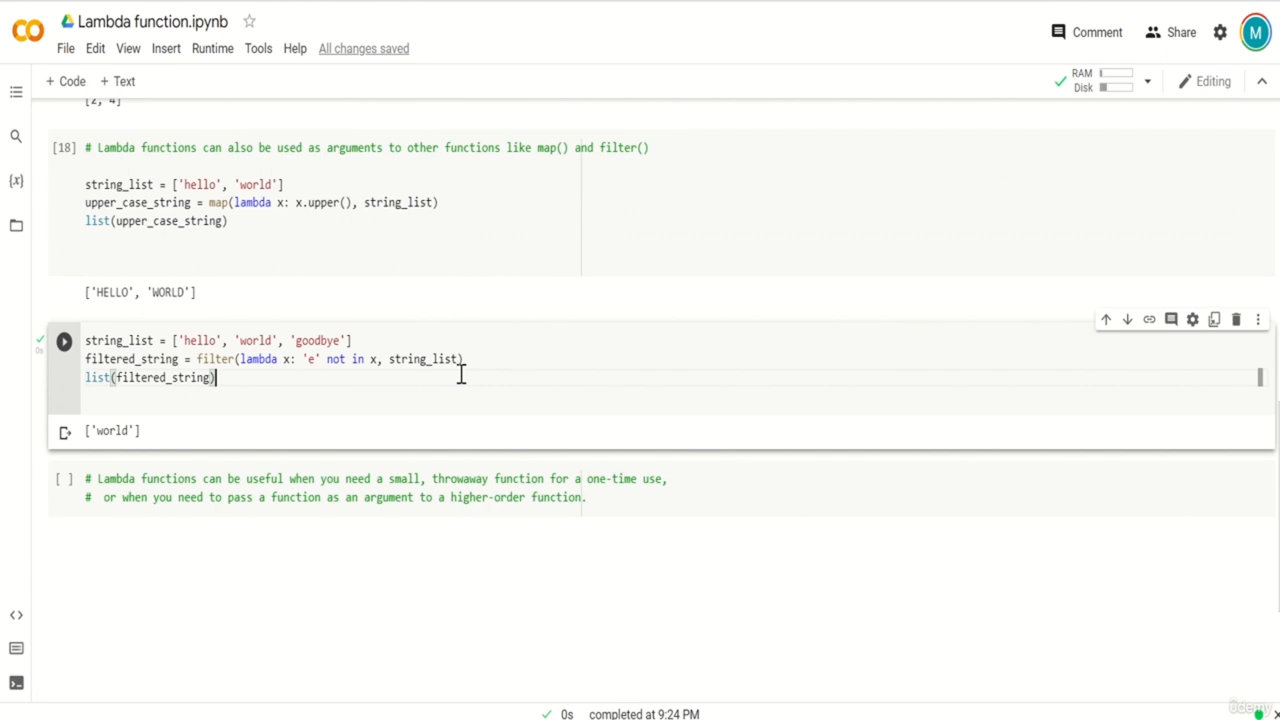 Lambda function.ipynb
File Edit View Insert Runtime Tools Help All changes saved
Comment Share M
+ Code + Text
RAM
Disk
Editing
[2, 4]
[18] # Lambda functions can also be used as arguments to other functions like map() and filter()
string_list = ['hello', 'world']
upper_case_string = map(lambda x: x.upper(), string_list)
list(upper_case_string)
['HELLO', 'WORLD']
0s
string_list = ['hello', 'world', 'goodbye']
filtered_string = filter(lambda x: 'e' not in x, string_list)
list(filtered_string)
['world']
[ ] # Lambda functions can be useful when you need a small, throwaway function for a one-time use,
# or when you need to pass a function as an argument to a higher-order function.
0s completed at 9:24 PM
ûdemy